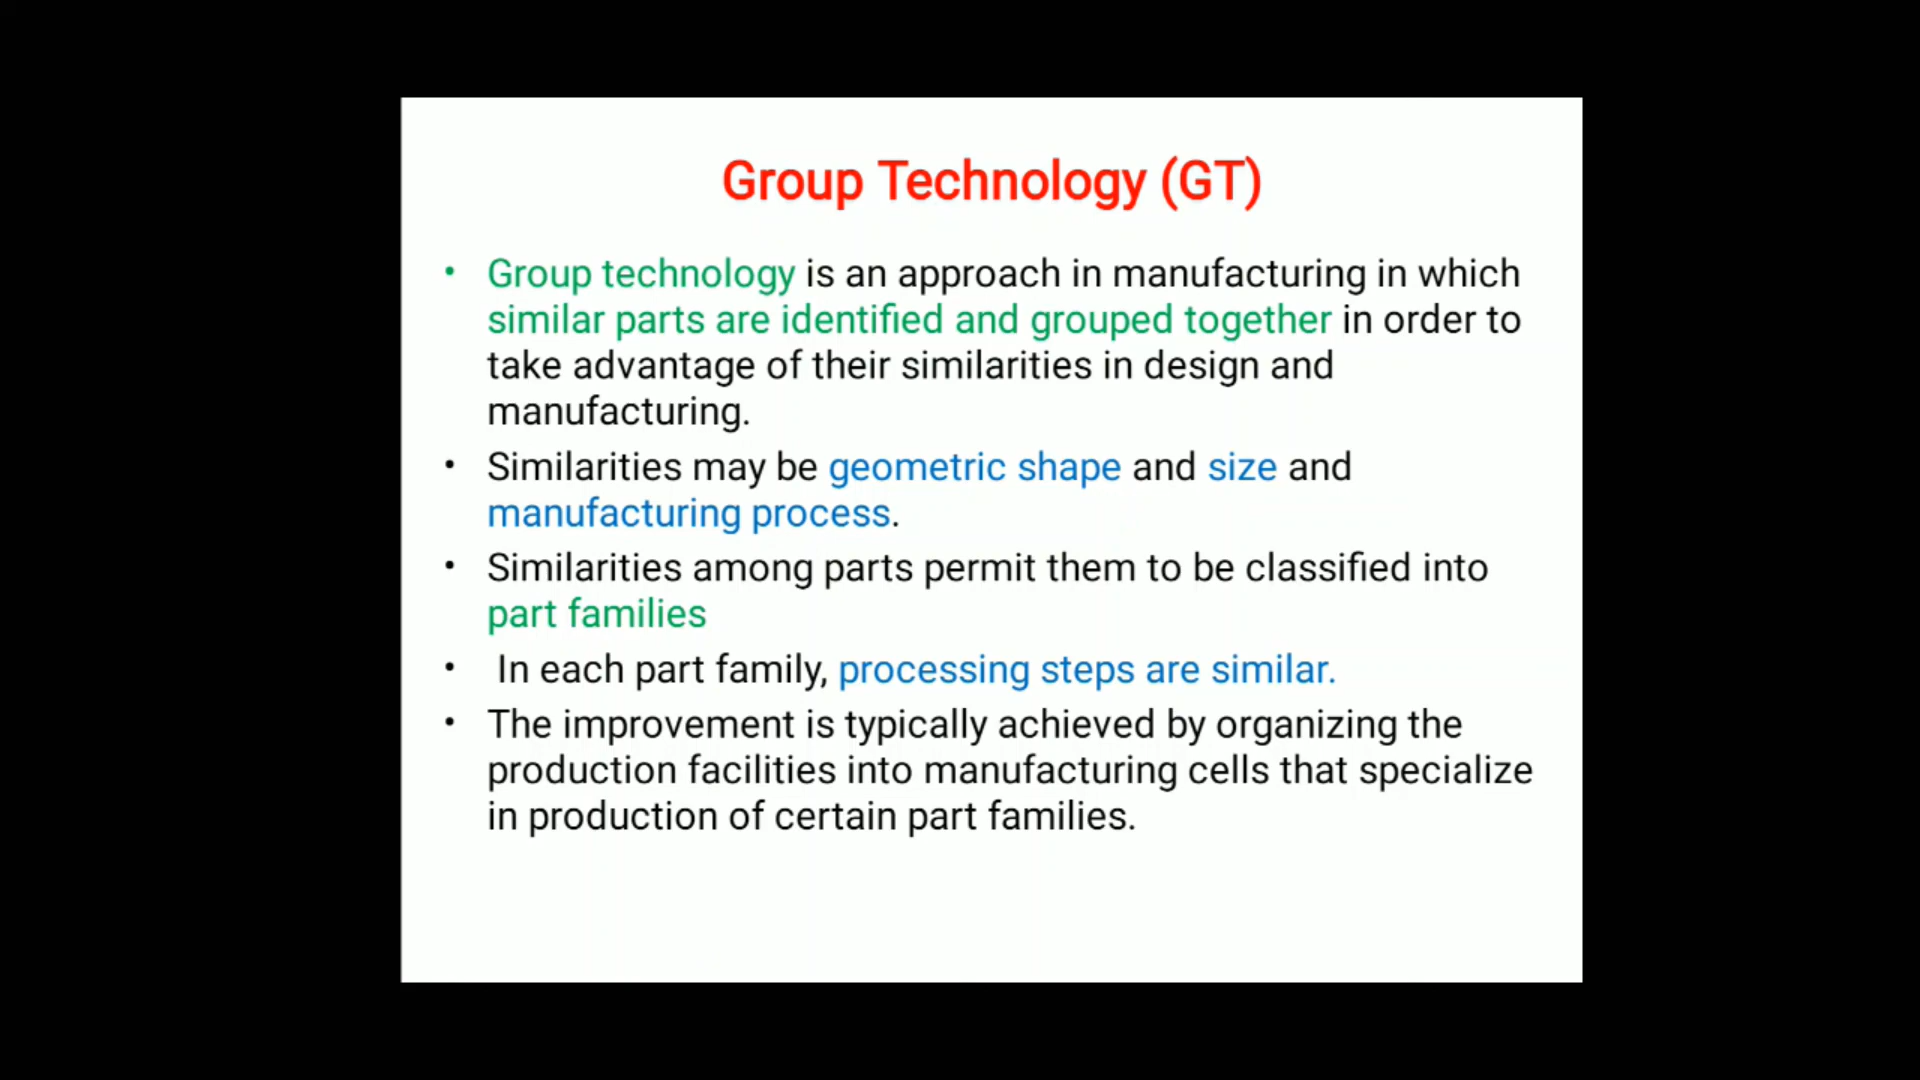 Group Technology (GT)
• Group technology is an approach in manufacturing in which
similar parts are identified and grouped together in order to
take advantage of their similarities in design and
manufacturing.
• Similarities may be geometric shape and size and
manufacturing process.
• Similarities among parts permit them to be classified into
part families
• In each part family, processing steps are similar.
• The improvement is typically achieved by organizing the
production facilities into manufacturing cells that specialize
in production of certain part families.